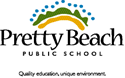 Pretty Beach
PUBLIC SCHOOL
Quality education, unique environment.